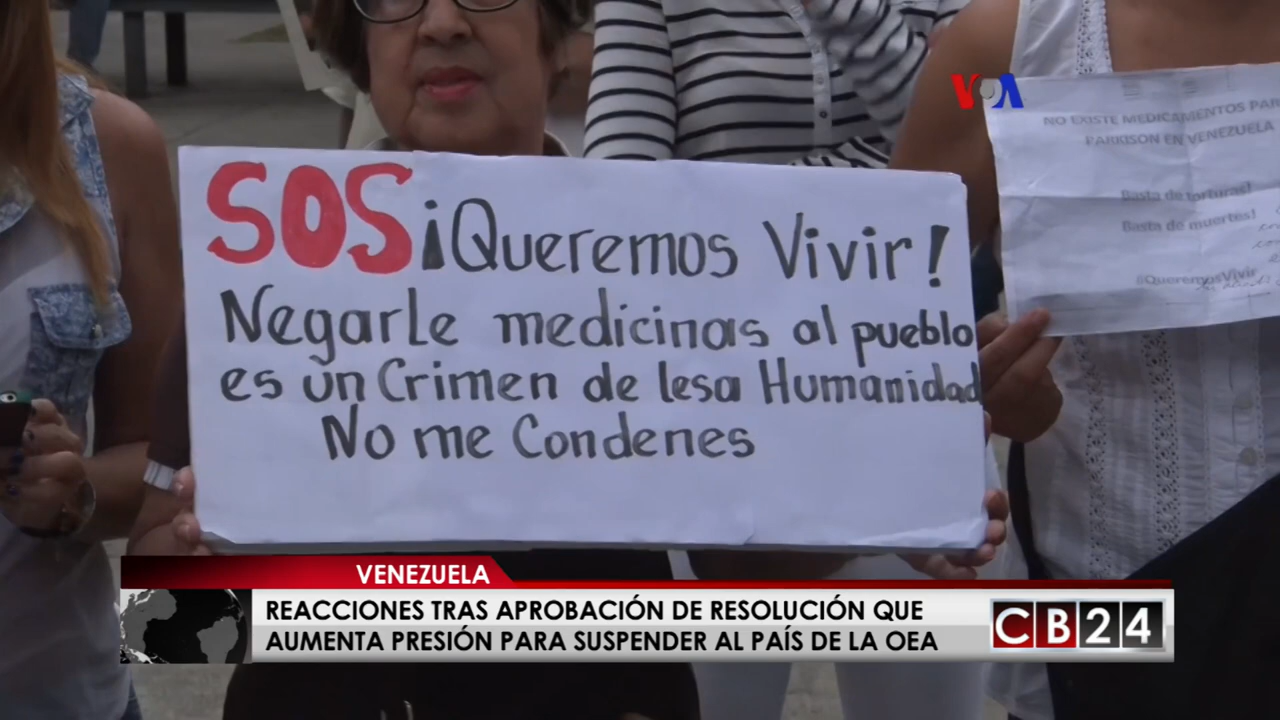 VOA
SOS ¡Queremos Vivir!
Negarle medicinas al pueblo
es un Crimen de lesa Humanidad
No me Condenes
NO EXISTE MEDICAMENTOS PAR
PARKISON EN VENEZUELA
Basta de torturas!
Basta de muertes!
#QueremosVivir
VENEZUELA
REACCIONES TRAS APROBACIÓN DE RESOLUCIÓN QUE
AUMENTA PRESIÓN PARA SUSPENDER AL PAÍS DE LA OEA
CB24